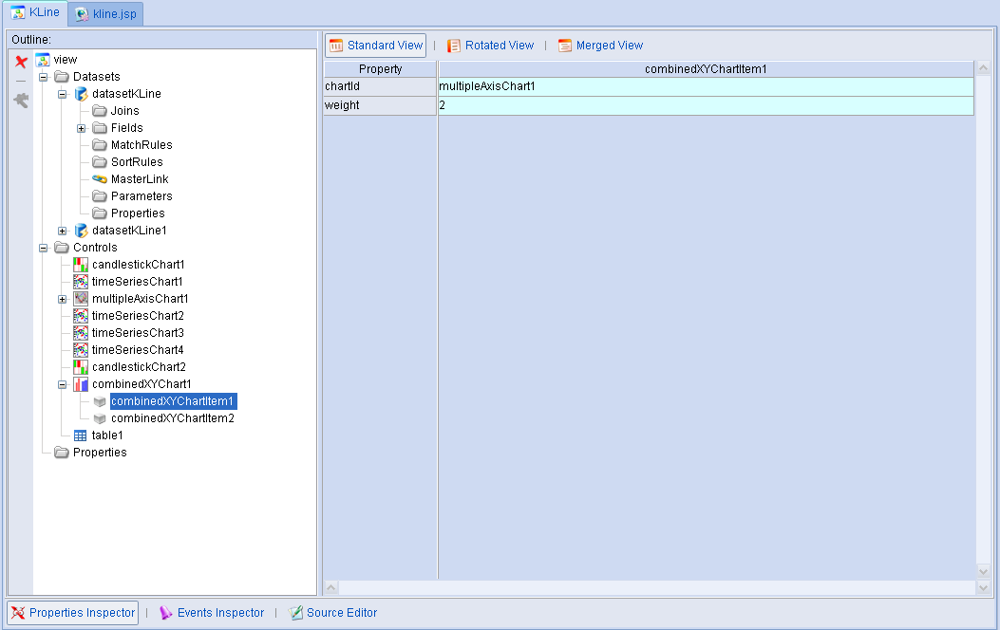 KLine kline.jsp
Outline:
view
Datasets
datasetKLine
Joins
Fields
MatchRules
SortRules
MasterLink
Parameters
Properties
datasetKLine1
Controls
candlestickChart1
timeSeriesChart1
multipleAxisChart1
timeSeriesChart2
timeSeriesChart3
timeSeriesChart4
candlestickChart2
combinedXYChart1
combinedXYChartItem1
combinedXYChartItem2
table1
Properties
Standard View | Rotated View | Merged View
Property combinedXYChartItem1
chartId multipleAxisChart1
weight 2
Properties Inspector | Events Inspector | Source Editor